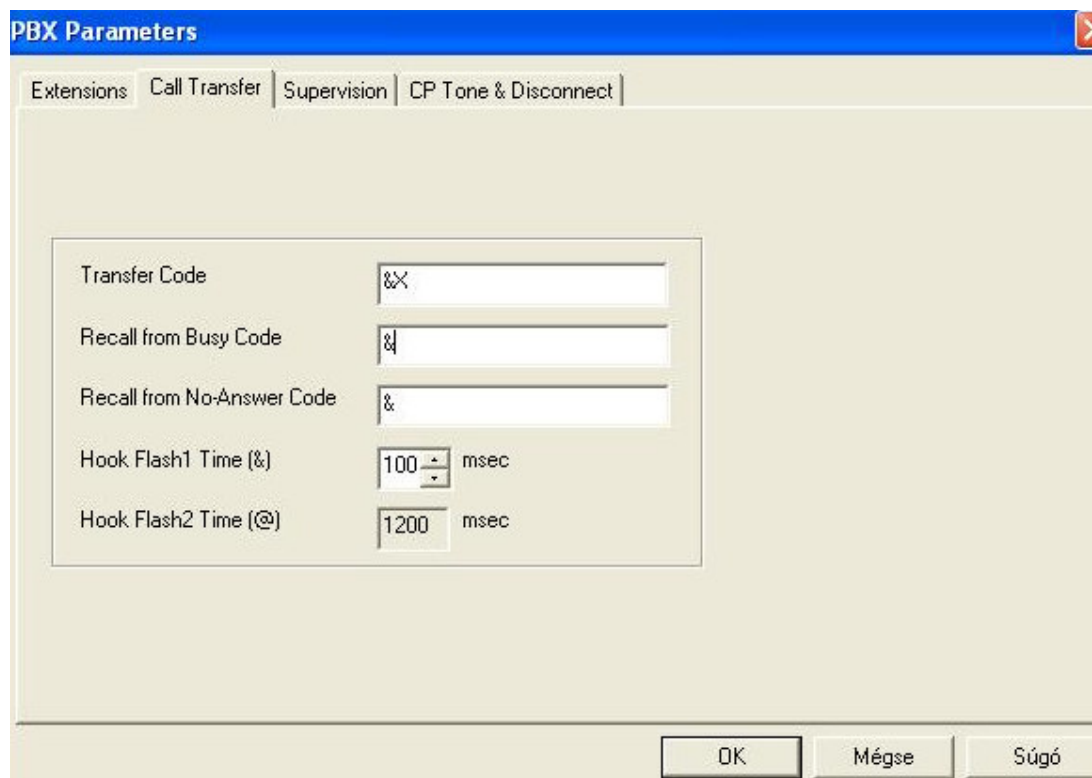 PBX Parameters
Extensions Call Transfer Supervision CP Tone & Disconnect
Transfer Code &X
Recall from Busy Code &
Recall from No-Answer Code &
Hook Flash1 Time (&) 100 msec
Hook Flash2 Time (@) 1200 msec
OK Mégse Súgó